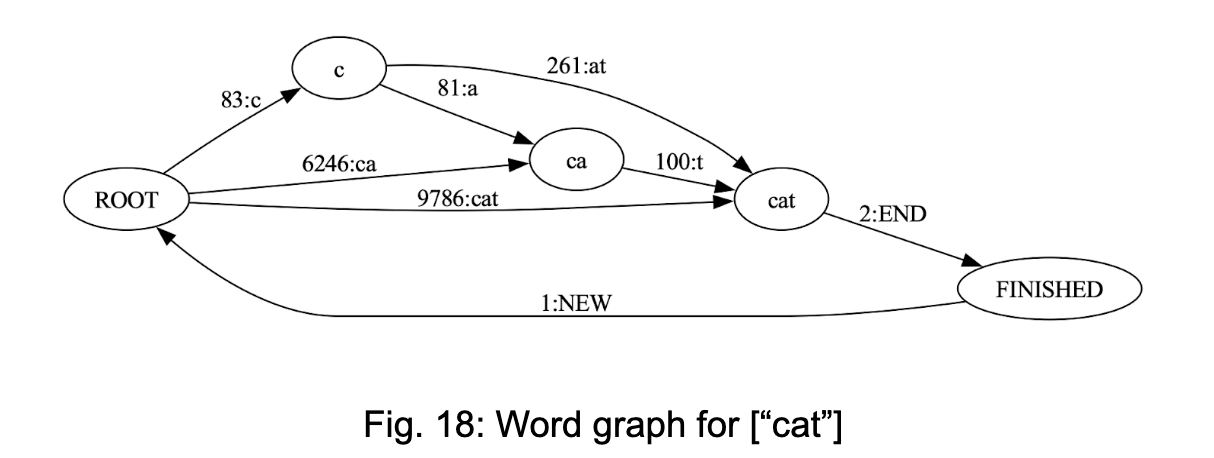 c
261:at
81:a
83:c
6246:ca
ca
100:t
ROOT
9786:cat
cat
2:END
FINISHED
1:NEW
Fig. 18: Word graph for [“cat”]